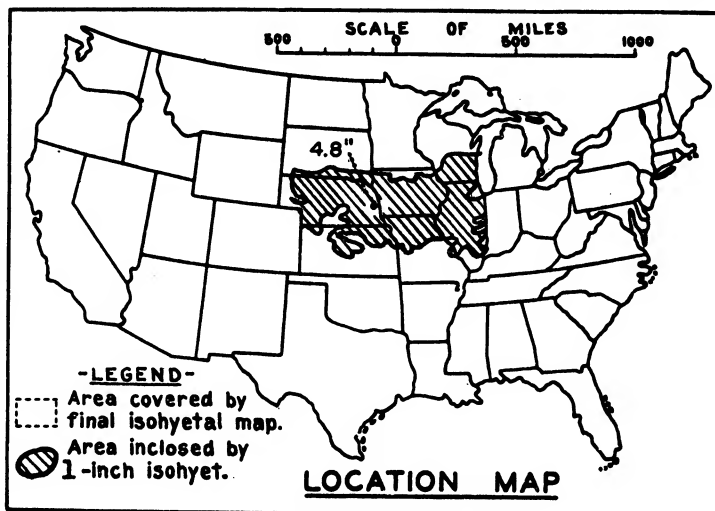 SCALE OF MILES
500 0 500 1000
4.8"
-LEGEND-
Area covered by
final isohyetal map.
Area inclosed by
1-inch isohyet.
LOCATION MAP